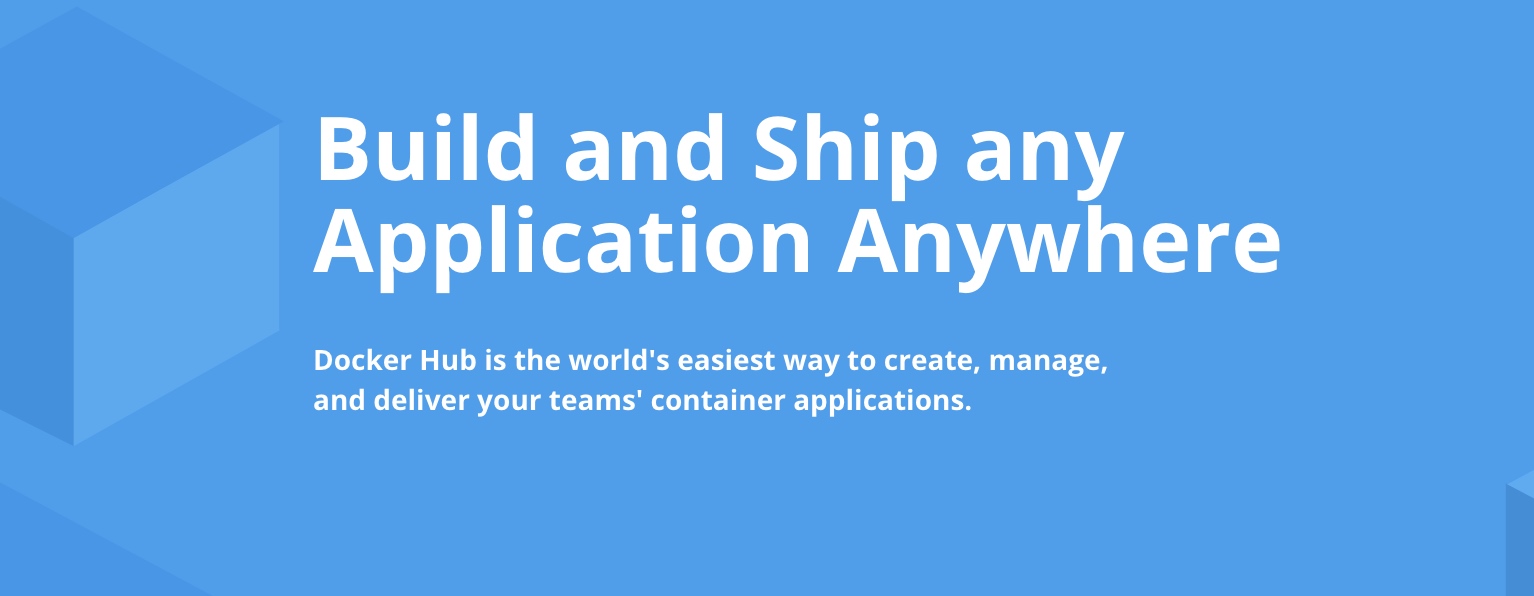 Build and Ship any
Application Anywhere
Docker Hub is the world's easiest way to create, manage,
and deliver your teams' container applications.